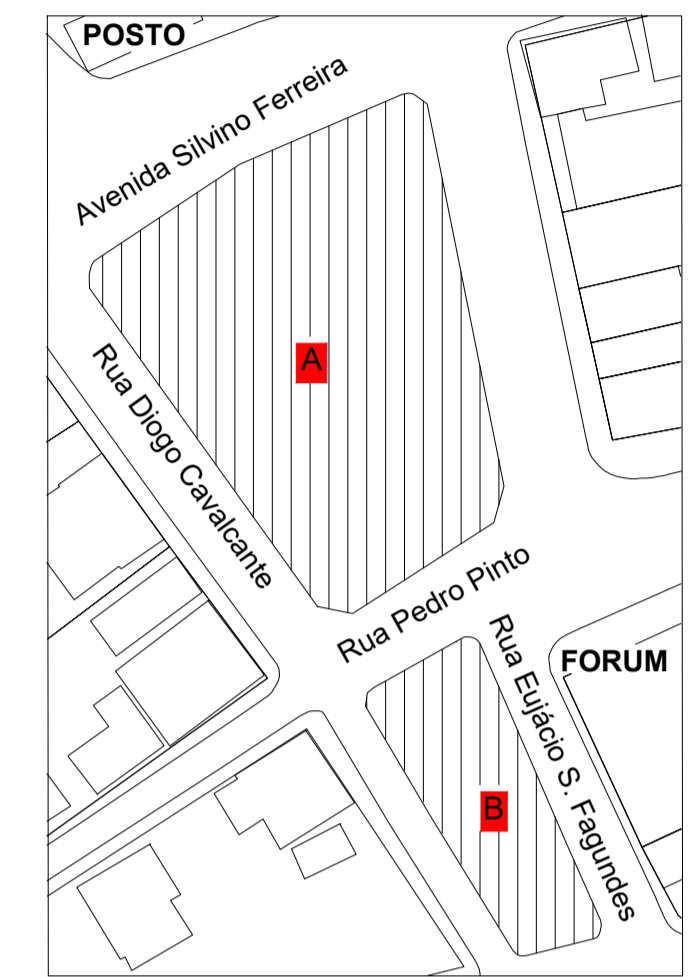 POSTO
Avenida Silvino Ferreira
A
Rua Diogo Cavalcante
Rua Pedro Pinto
FORUM
Rua Eujácio S. Fagundes
B